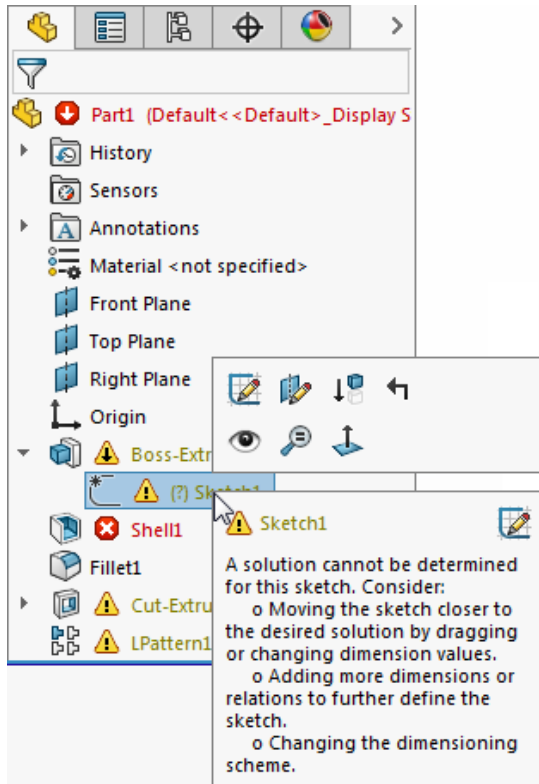 Part1 (Default<<Default>_Display S
History
Sensors
Annotations
Material <not specified>
Front Plane
Top Plane
Right Plane
Origin
Boss-Extr
(?) Sketch1
Shell1
Fillet1
Cut-Extru
LPattern1
Sketch1
A solution cannot be determined
for this sketch. Consider:
o Moving the sketch closer to
the desired solution by dragging
or changing dimension values.
o Adding more dimensions or
relations to further define the
sketch.
o Changing the dimensioning
scheme.